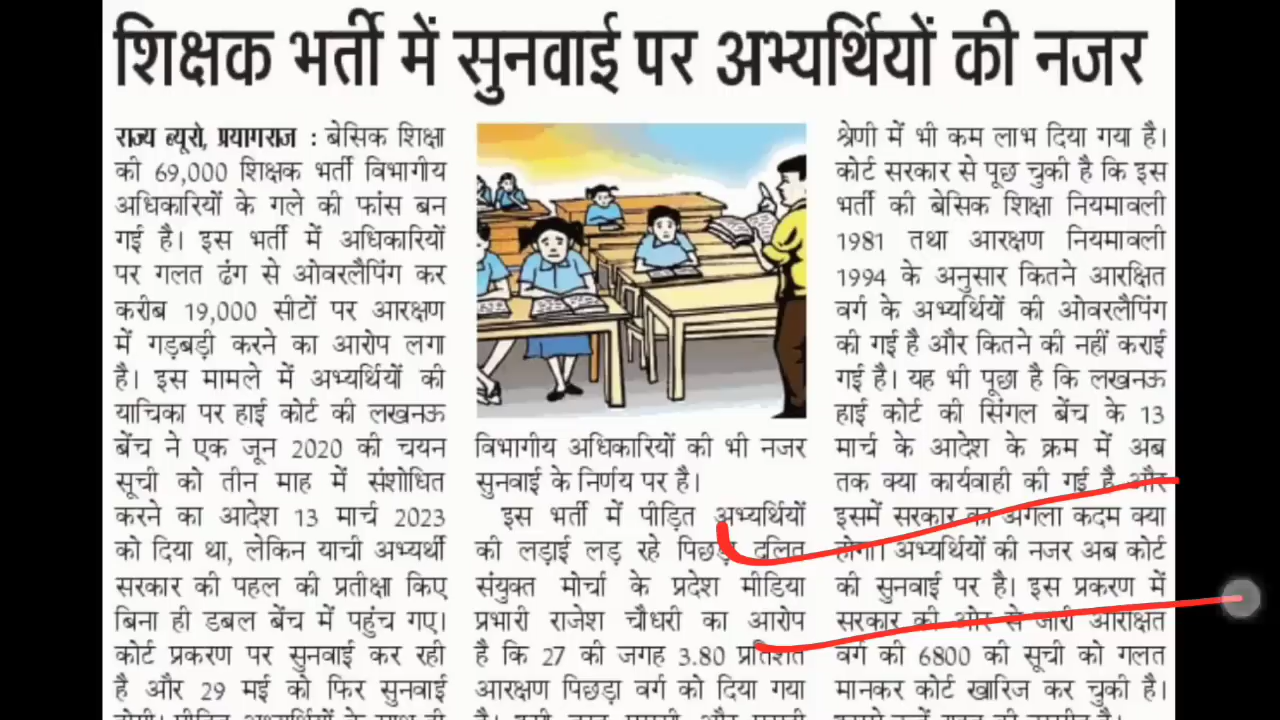 शिक्षक भर्ती में सुनवाई पर अभ्यर्थियों की नजर
राज्य ब्यूरो, प्रयागराज : बेसिक शिक्षा
की 69,000 शिक्षक भर्ती विभागीय
अधिकारियों के गले की फांस बन
गई है। इस भर्ती में अधिकारियों
पर गलत ढंग से ओवरलैपिंग कर
करीब 19,000 सीटों पर आरक्षण
में गड़बड़ी करने का आरोप लगा
है। इस मामले में अभ्यर्थियों की
याचिका पर हाई कोर्ट की लखनऊ
बेंच ने एक जून 2020 की चयन
सूची को तीन माह में संशोधित
करने का आदेश 13 मार्च 2023
को दिया था, लेकिन याची अभ्यर्थी
सरकार की पहल की प्रतीक्षा किए
बिना ही डबल बेंच में पहुंच गए।
कोर्ट प्रकरण पर सुनवाई कर रही
है और 29 मई को फिर सुनवाई
विभागीय अधिकारियों की भी नजर
सुनवाई के निर्णय पर है।
इस भर्ती में पीड़ित अभ्यर्थियों
की लड़ाई लड़ रहे पिछड़ा दलित
संयुक्त मोर्चा के प्रदेश मीडिया
प्रभारी राजेश चौधरी का आरोप
है कि 27 की जगह 3.80 प्रतिशत
आरक्षण पिछड़ा वर्ग को दिया गया
श्रेणी में भी कम लाभ दिया गया है।
कोर्ट सरकार से पूछ चुकी है कि इस
भर्ती की बेसिक शिक्षा नियमावली
1981 तथा आरक्षण नियमावली
1994 के अनुसार कितने आरक्षित
वर्ग के अभ्यर्थियों की ओवरलैपिंग
की गई है और कितने की नहीं कराई
गई है। यह भी पूछा है कि लखनऊ
हाई कोर्ट की सिंगल बेंच के 13
मार्च के आदेश के क्रम में अब
तक क्या कार्यवाही की गई है और
इसमें सरकार का अगला कदम क्या
होगा। अभ्यर्थियों की नजर अब कोर्ट
की सुनवाई पर है। इस प्रकरण में
सरकार की ओर से जारी आरक्षित
वर्ग की 6800 की सूची को गलत
मानकर कोर्ट खारिज कर चुकी है।